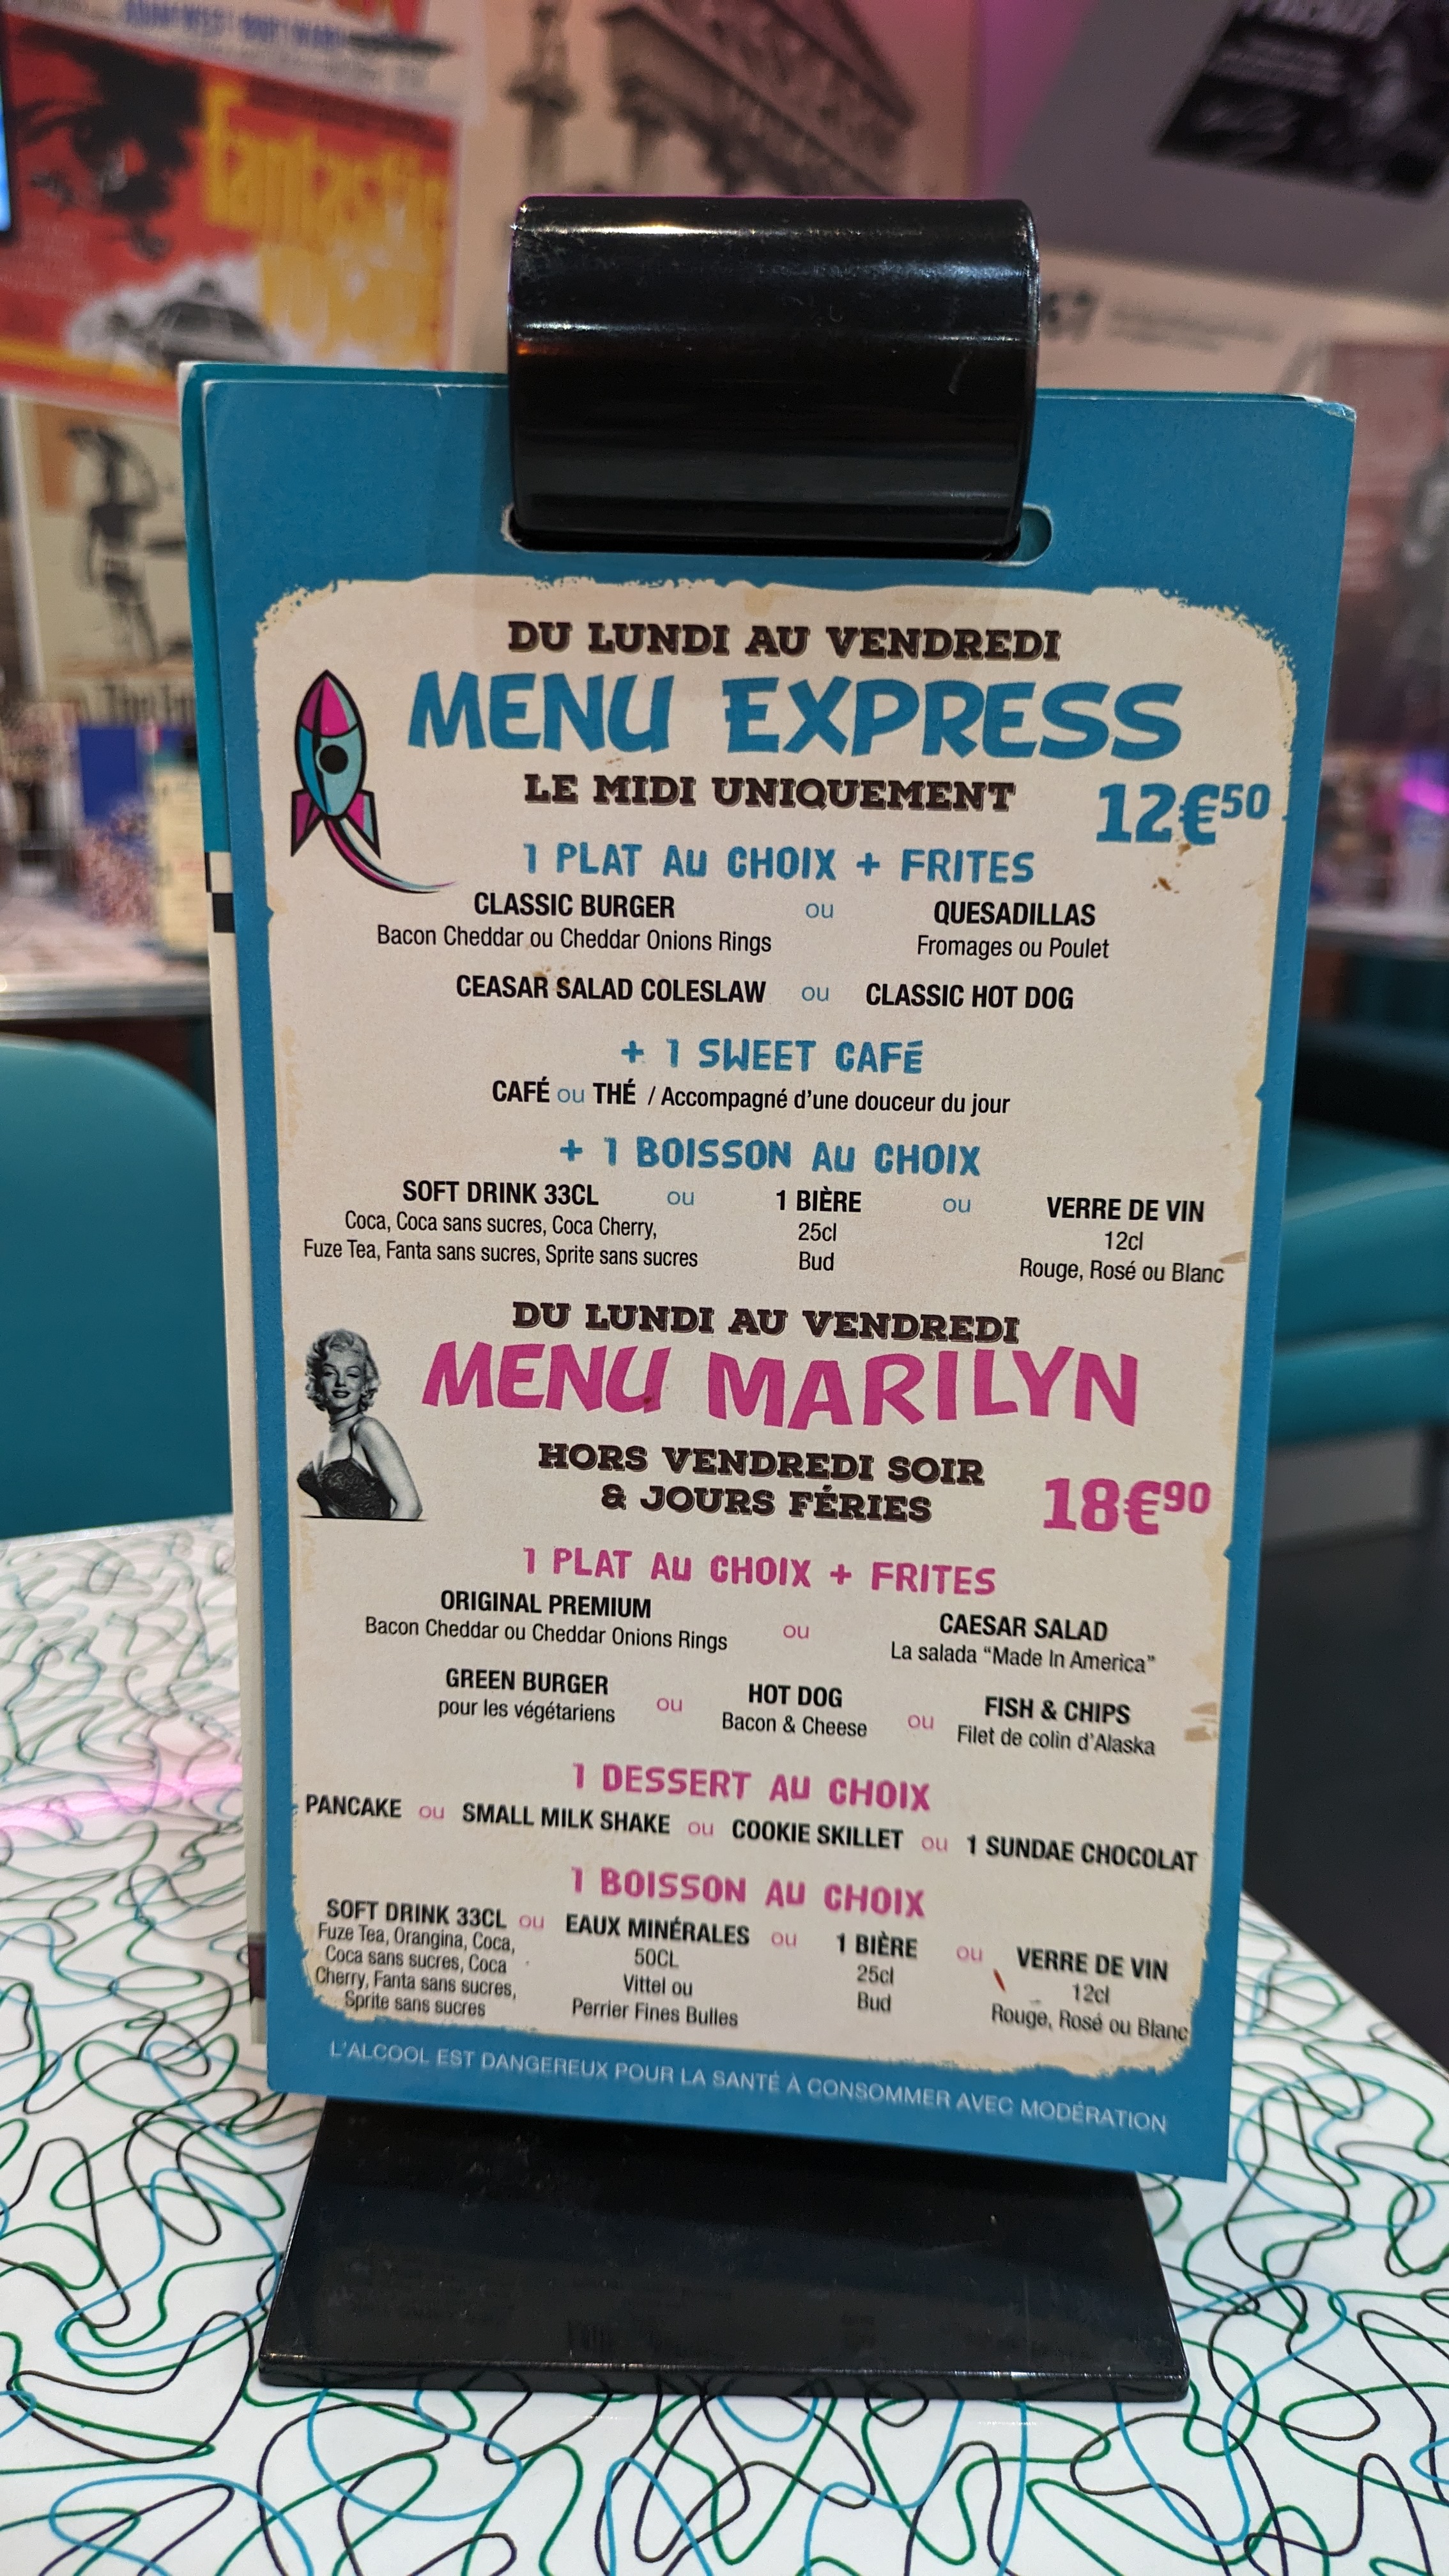 fantastic
voyage
DU LUNDI AU VENDREDI
MENU EXPRESS
LE MIDI UNIQUEMENT
12€50
1 PLAT AU CHOIX + FRITES
CLASSIC BURGER ou QUESADILLAS
Bacon Cheddar ou Cheddar Onions Rings Fromages ou Poulet
CEASAR SALAD COLESLAW ou CLASSIC HOT DOG
+ 1 SWEET CAFÉ
CAFÉ ou THÉ / Accompagné d'une douceur du jour
+ 1 BOISSON AU CHOIX
SOFT DRINK 33CL ou 1 BIÈRE ou VERRE DE VIN
Coca, Coca sans sucres, Coca Cherry, 25cl 12cl
Fuze Tea, Fanta sans sucres, Sprite sans sucres Bud Rouge, Rosé ou Blanc
DU LUNDI AU VENDREDI
MENU MARILYN
HORS VENDREDI SOIR
& JOURS FÉRIES
18€90
1 PLAT AU CHOIX + FRITES
ORIGINAL PREMIUM ou CAESAR SALAD
Bacon Cheddar ou Cheddar Onions Rings La salada “Made In America”
GREEN BURGER ou HOT DOG ou FISH & CHIPS
pour les végétariens Bacon & Cheese Filet de colin d'Alaska
1 DESSERT AU CHOIX
PANCAKE ou SMALL MILK SHAKE ou COOKIE SKILLET ou 1 SUNDAE CHOCOLAT
1 BOISSON AU CHOIX
SOFT DRINK 33CL ou EAUX MINÉRALES ou 1 BIÈRE ou VERRE DE VIN
Fuze Tea, Orangina, Coca, 50CL 25cl 12cl
Coca sans sucres, Coca Vittel ou Bud Rouge, Rosé ou Blanc
Cherry, Fanta sans sucres, Perrier Fines Bulles
Sprite sans sucres
L'ALCOOL EST DANGEREUX POUR LA SANTÉ À CONSOMMER AVEC MODÉRATION